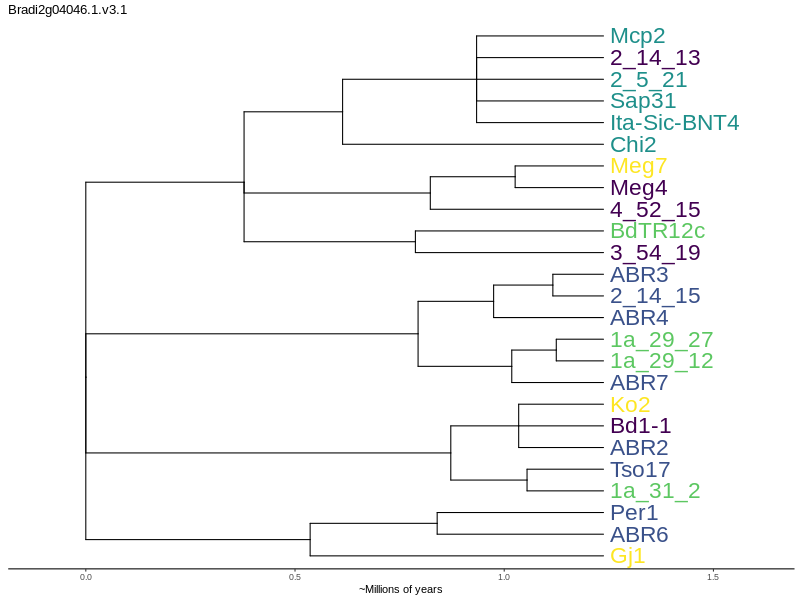 Bradi2g04046.1.v3.1
Mcp2
2_14_13
2_5_21
Sap31
Ita-Sic-BNT4
Chi2
Meg7
Meg4
4_52_15
BdTR12c
3_54_19
ABR3
2_14_15
ABR4
1a_29_27
1a_29_12
ABR7
Ko2
Bd1-1
ABR2
Tso17
1a_31_2
Per1
ABR6
Gj1
0.0 0.5 1.0 1.5
~Millions of years